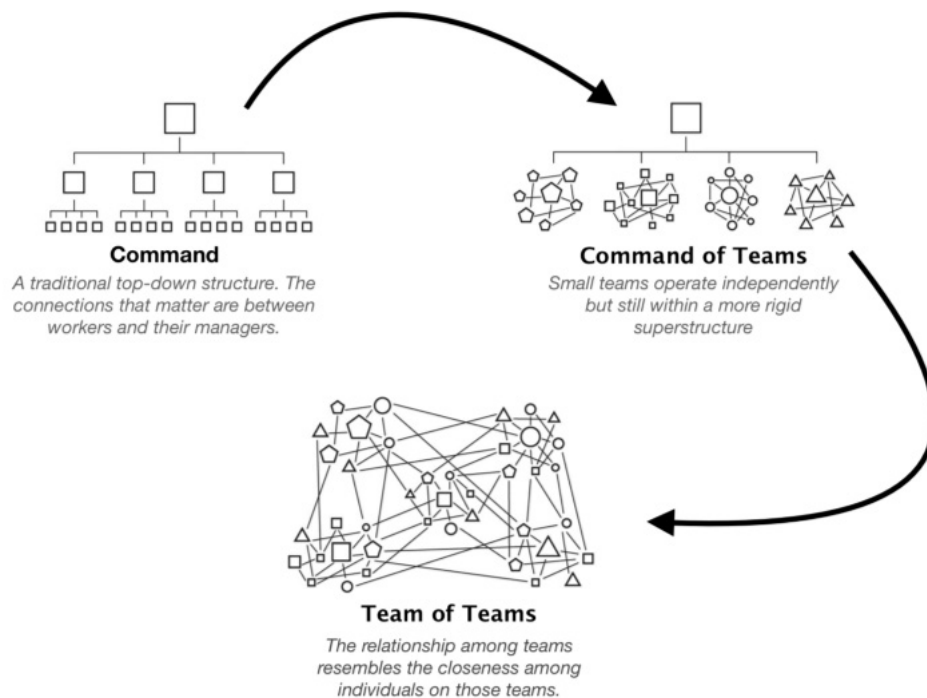 Command
A traditional top-down structure. The
connections that matter are between
workers and their managers.
Command of Teams
Small teams operate independently
but still within a more rigid
superstructure
Team of Teams
The relationship among teams
resembles the closeness among
individuals on those teams.